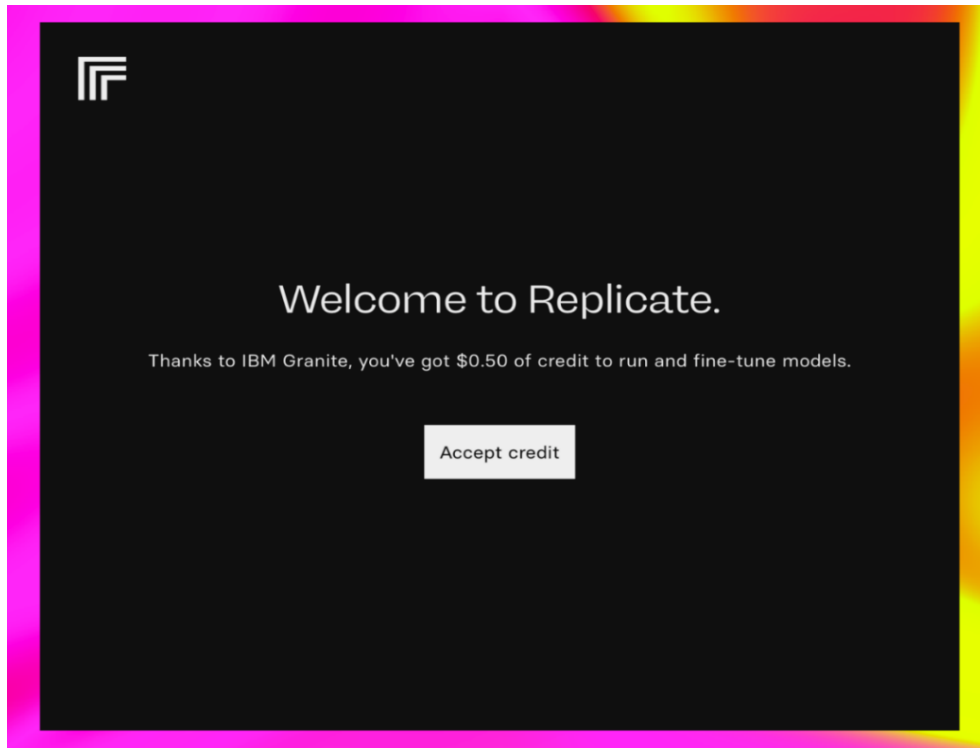 Welcome to Replicate.
Thanks to IBM Granite, you've got $0.50 of credit to run and fine-tune models.
Accept credit